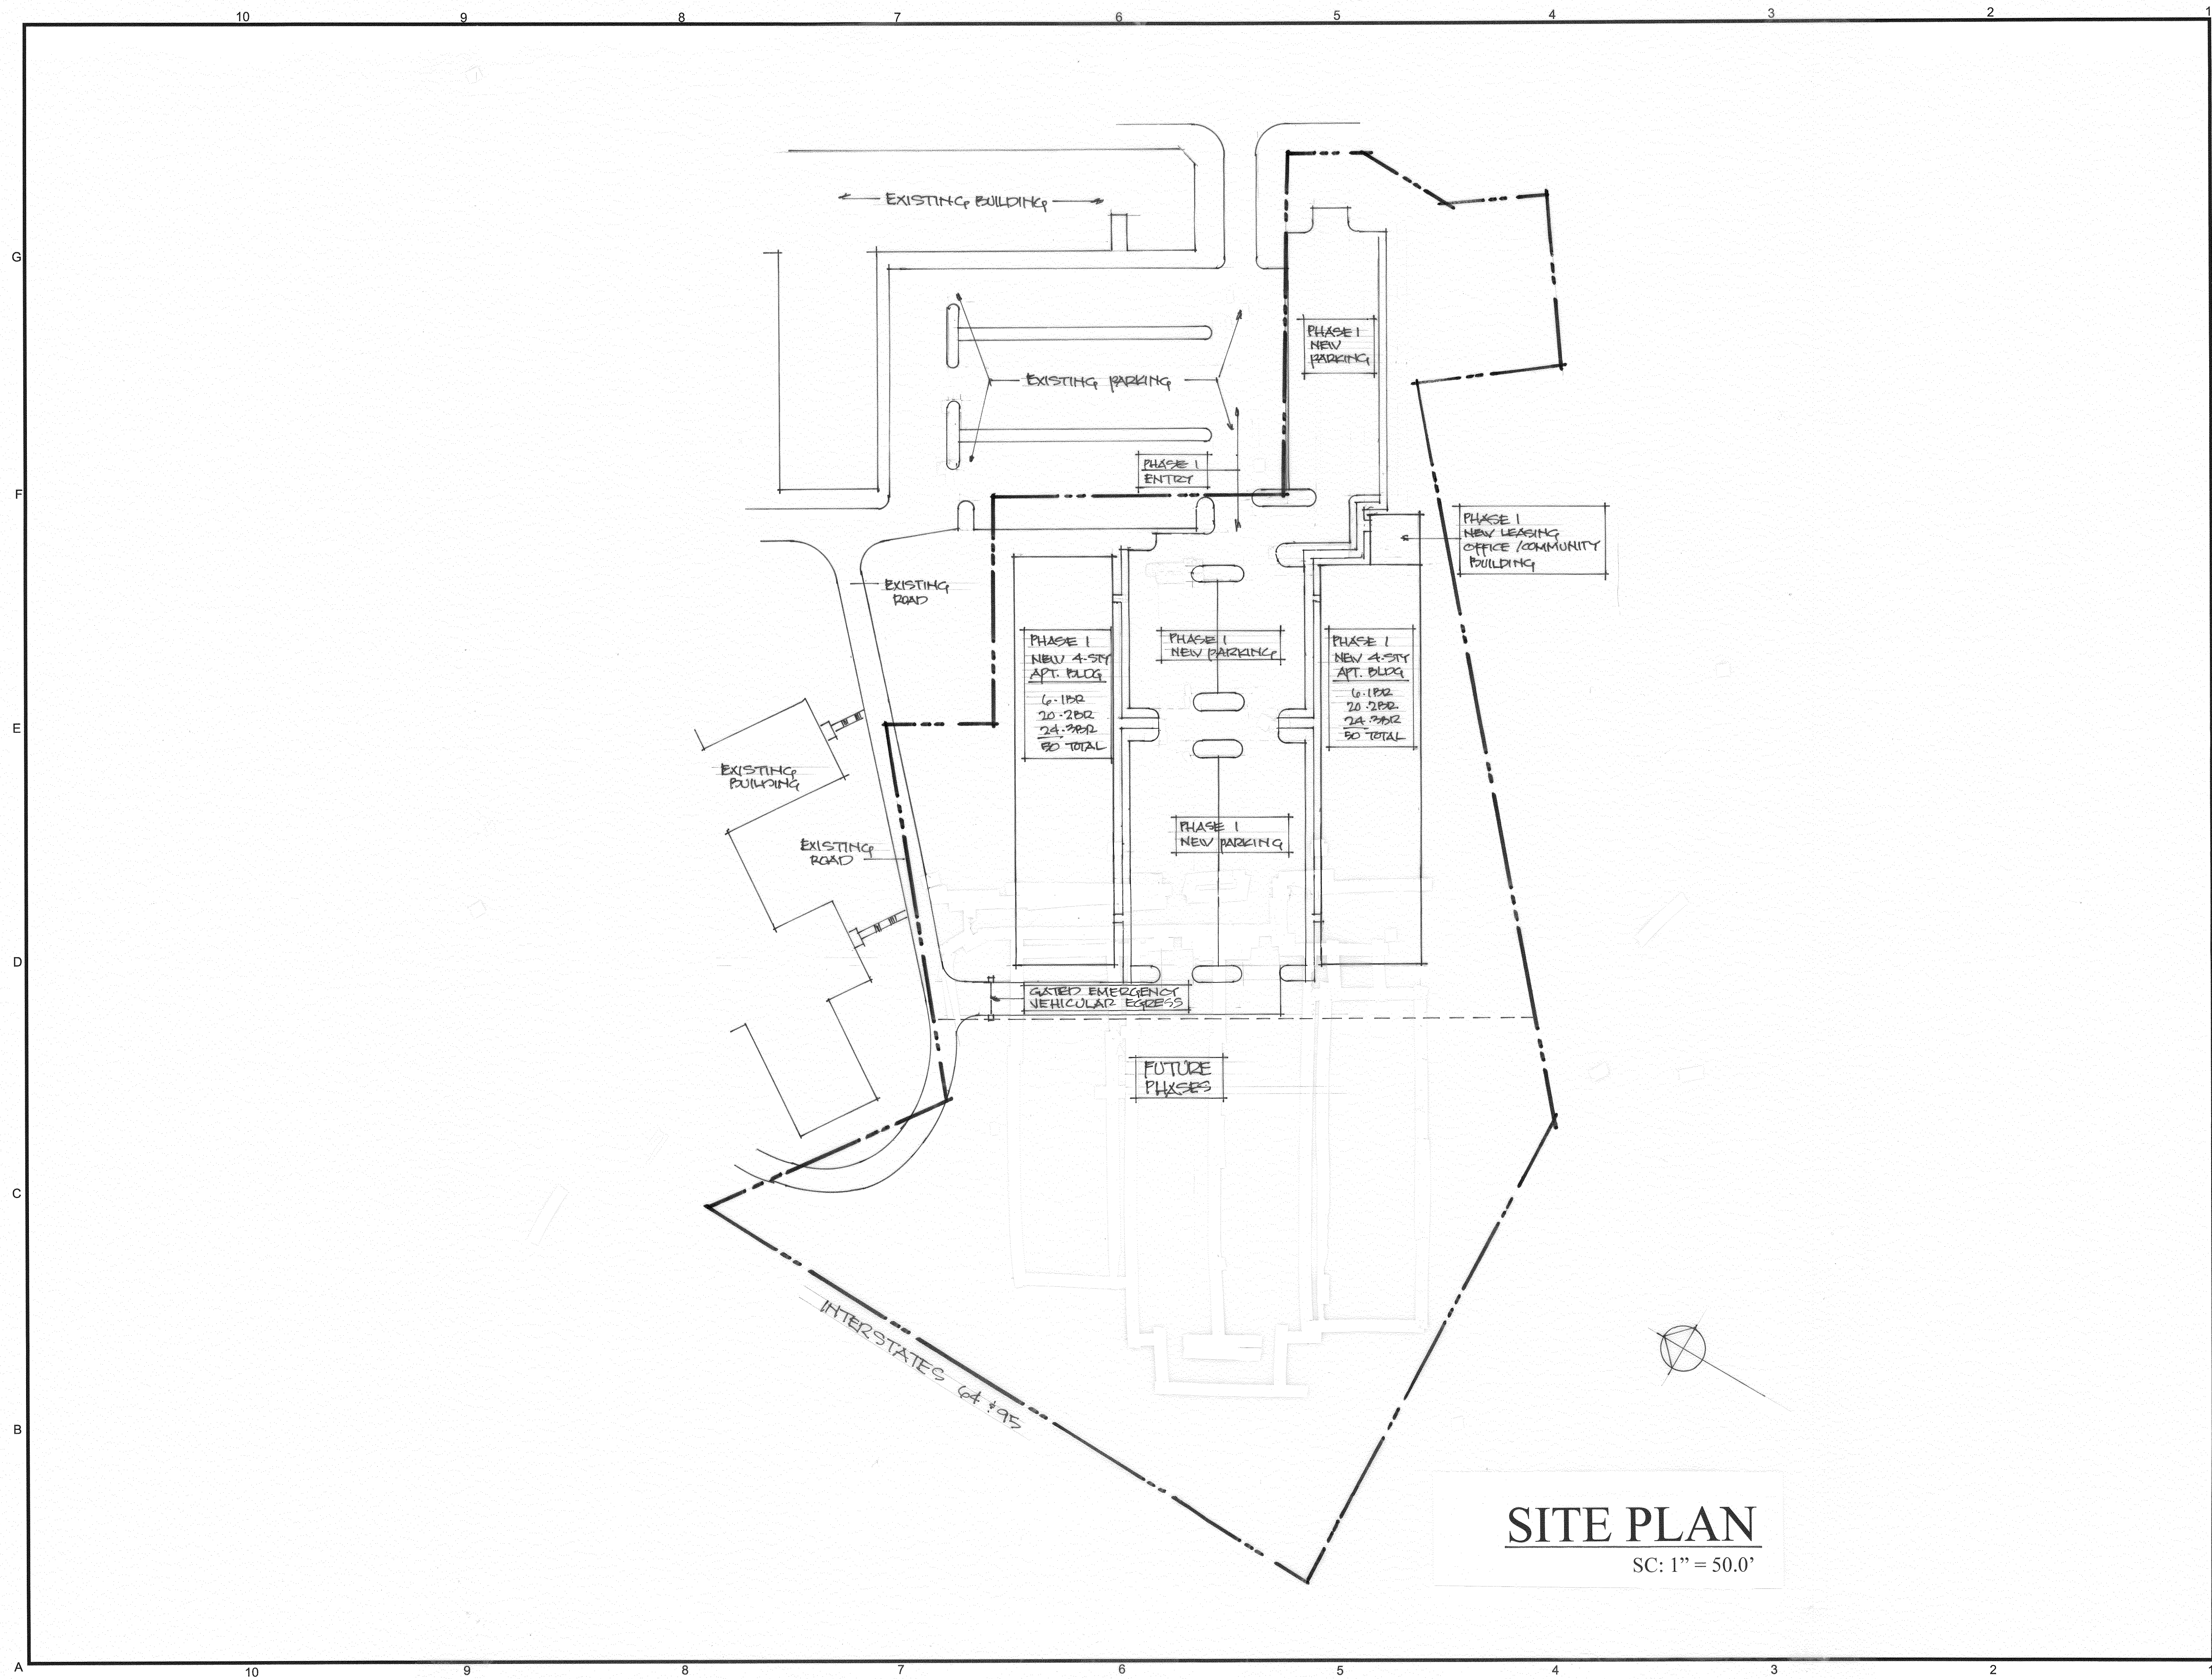 10 9 8 7 6 5 4 3 2 1
G
F
E
D
C
B
A
EXISTING BUILDING
PHASE 1
NEW
PARKING
EXISTING PARKING
PHASE 1
ENTRY
PHASE 1
NEW LEASING
OFFICE/COMMUNITY
BUILDING
EXISTING
ROAD
PHASE 1
NEW 4-STY
APT. BLDG
6-1BR
20-2BR
24-3BR
50 TOTAL
PHASE 1
NEW PARKING
PHASE 1
NEW 4-STY
APT. BLDG
6-1BR
20-2BR
24-3BR
50 TOTAL
EXISTING
BUILDING
EXISTING
ROAD
PHASE 1
NEW PARKING
GATED EMERGENCY
VEHICULAR EGRESS
FUTURE
PHASES
INTERSTATES 64 & 95
SITE PLAN
SC: 1” = 50.0’
10 9 8 7 6 5 4 3 2